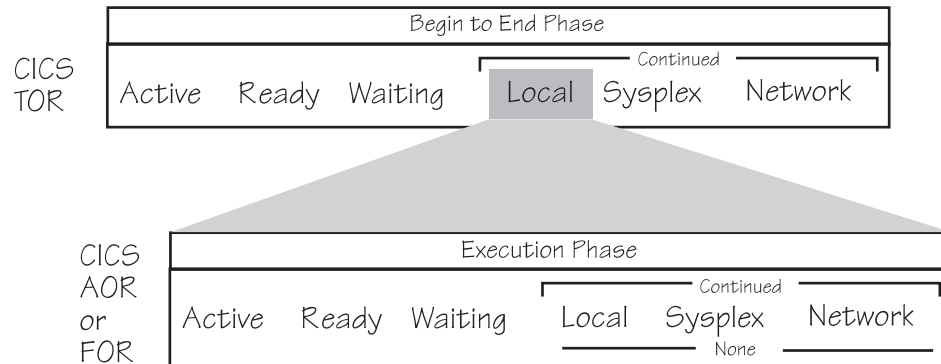 Begin to End Phase
CICS
TOR
Continued
Active Ready Waiting Local Sysplex Network
Execution Phase
CICS
AOR
or
FOR
Continued
Active Ready Waiting Local Sysplex Network
None